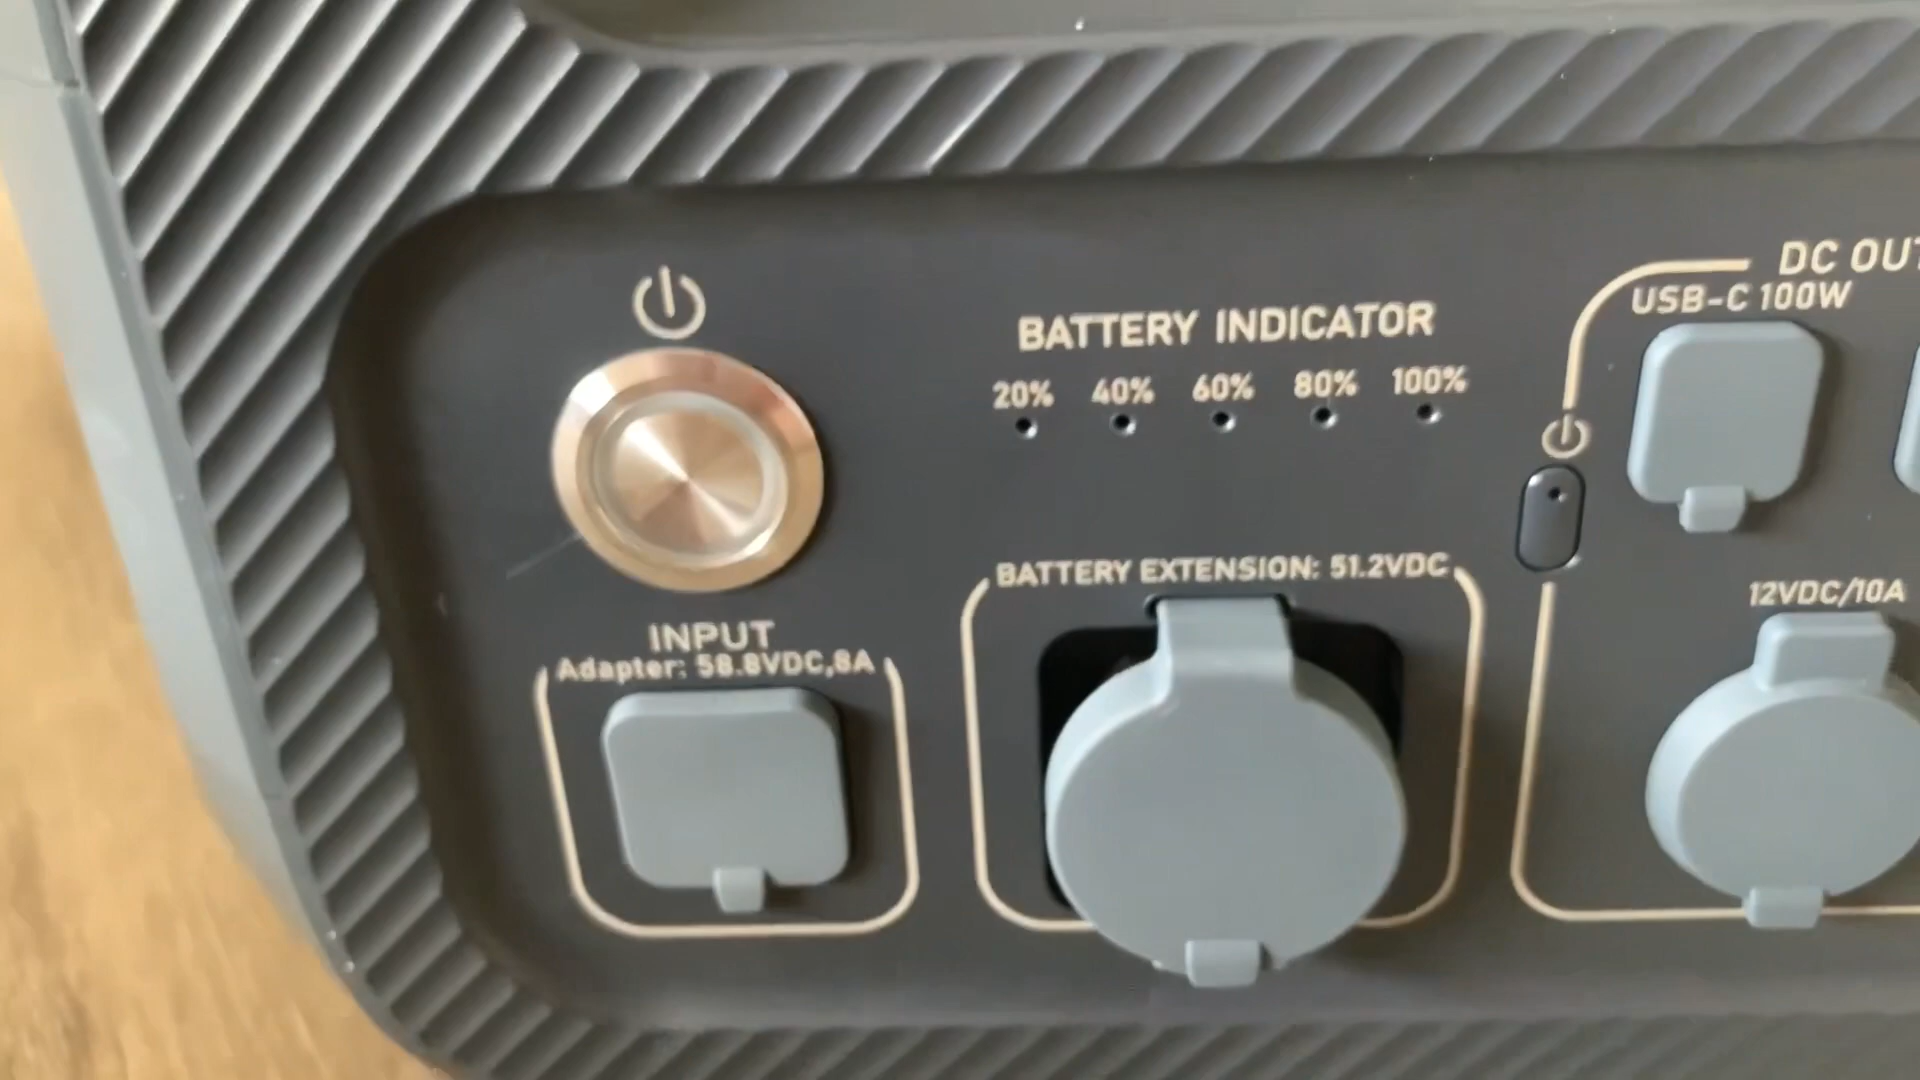 BATTERY INDICATOR
20% 40% 60% 80% 100%
INPUT
Adapter: 58.8VDC,8A
BATTERY EXTENSION: 51.2VDC
DC OUT
USB-C 100W
12VDC/10A